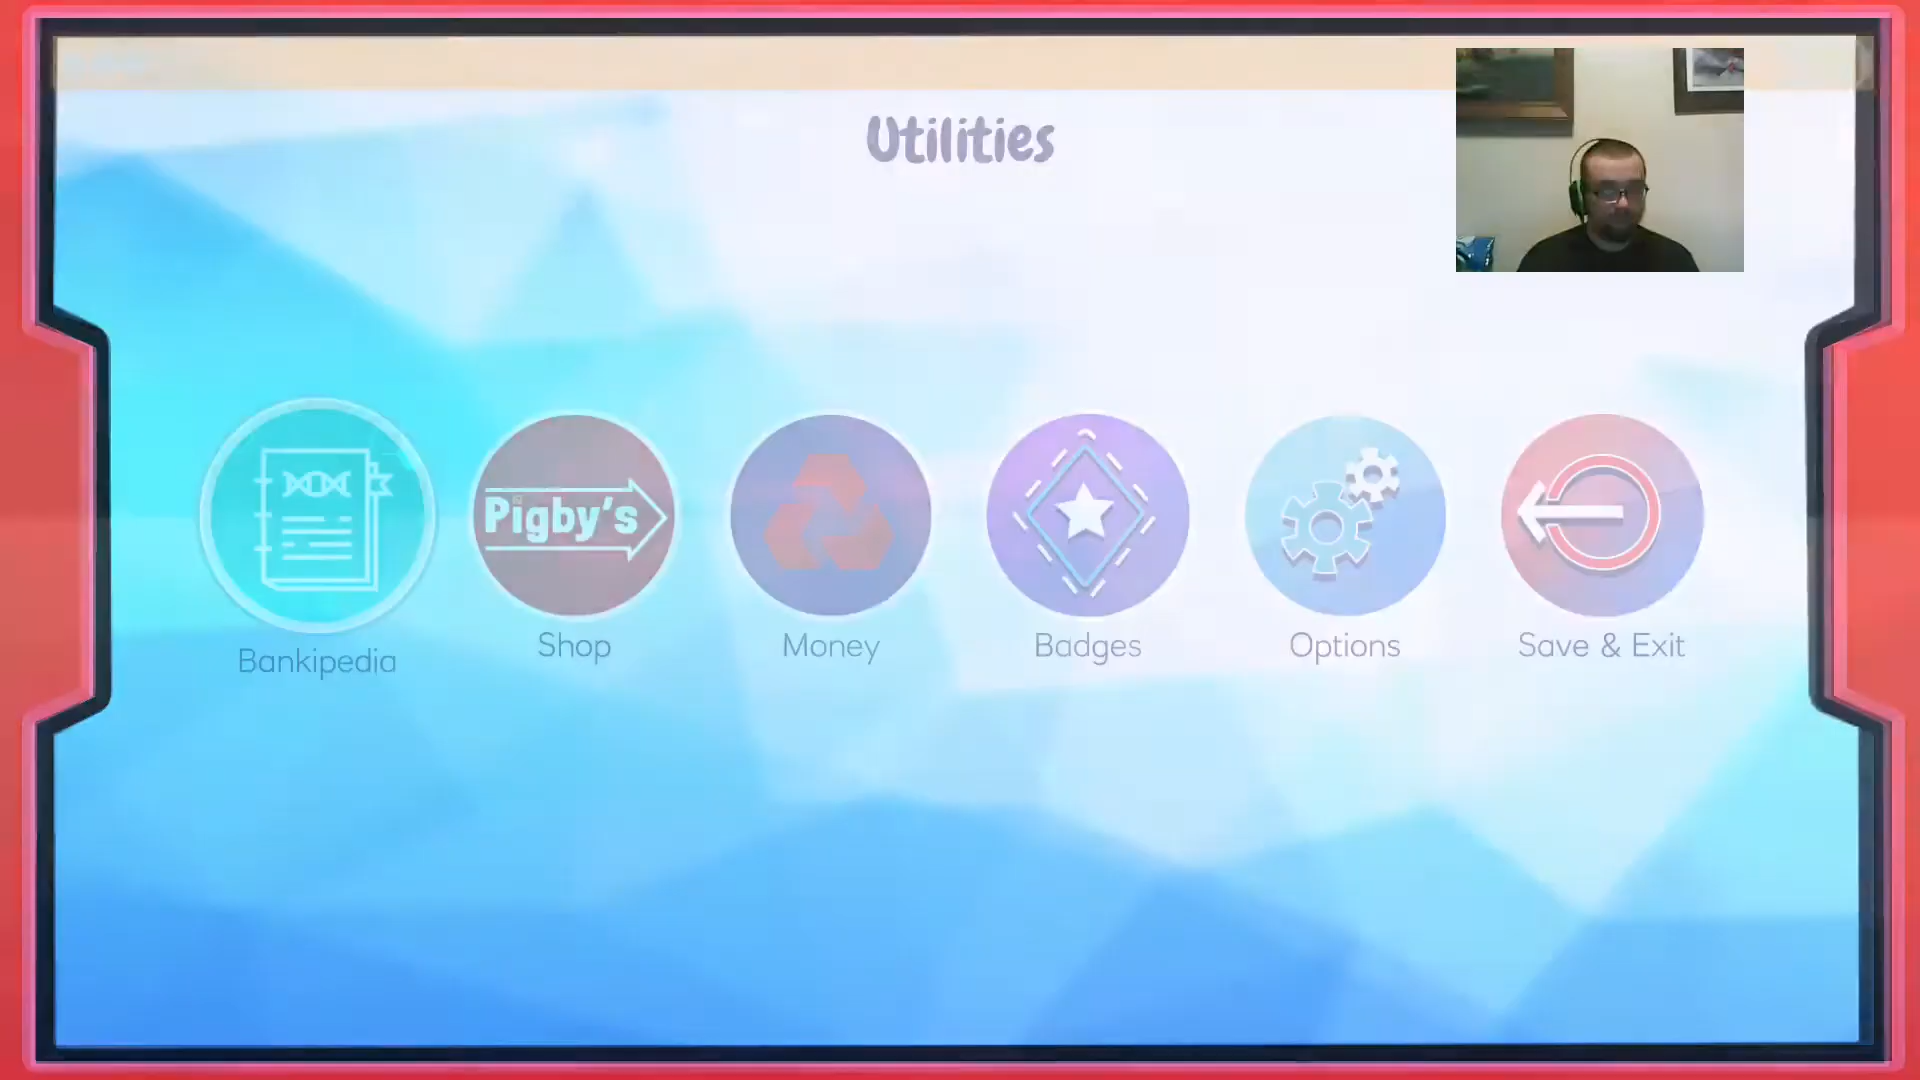 Utilities
Pigby's
Bankipedia
Shop
Money
Badges
Options
Save & Exit